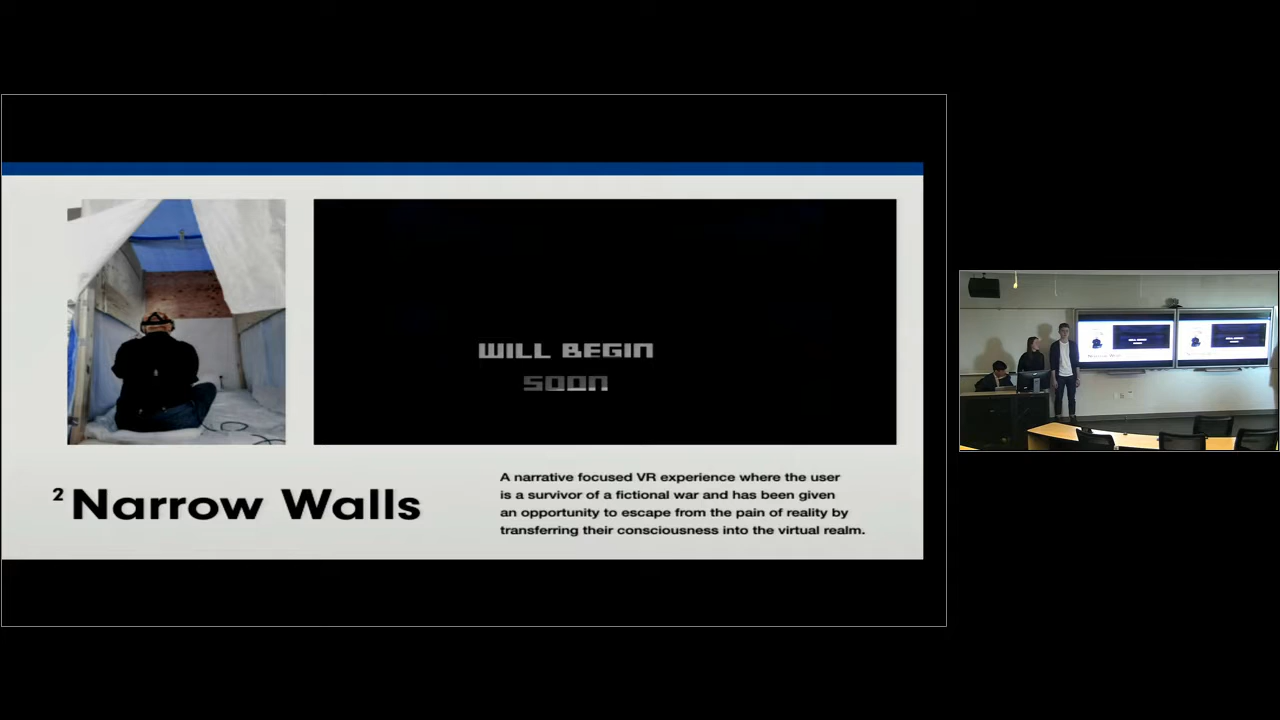 WILL BEGIN
SOON
2 Narrow Walls
A narrative focused VR experience where the user
is a survivor of a fictional war and has been given
an opportunity to escape from the pain of reality by
transferring their consciousness into the virtual realm.